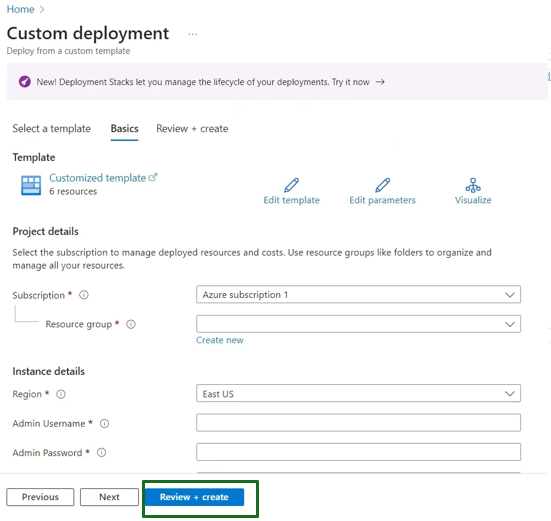 Home >
Custom deployment ...
Deploy from a custom template
New! Deployment Stacks let you manage the lifecycle of your deployments. Try it now →
Select a template Basics Review + create
Template
Customized template
6 resources
Edit template Edit parameters Visualize
Project details
Select the subscription to manage deployed resources and costs. Use resource groups like folders to organize and
manage all your resources.
Subscription * Azure subscription 1
Resource group *
Create new
Instance details
Region * East US
Admin Username *
Admin Password *
Previous Next Review + create